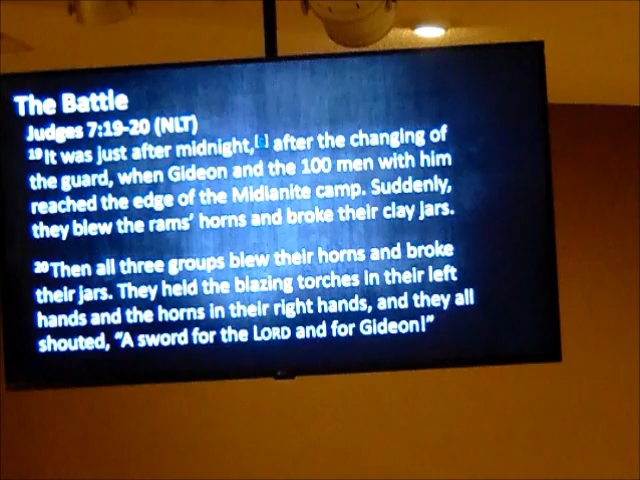 The Battle
Judges 7:19-20 (NLT)
19 It was just after midnight,[c] after the changing of
the guard, when Gideon and the 100 men with him
reached the edge of the Midianite camp. Suddenly,
they blew the rams' horns and broke their clay jars.
20 Then all three groups blew their horns and broke
their jars. They held the blazing torches in their left
hands and the horns in their right hands, and they all
shouted, “A sword for the LORD and for Gideon!”